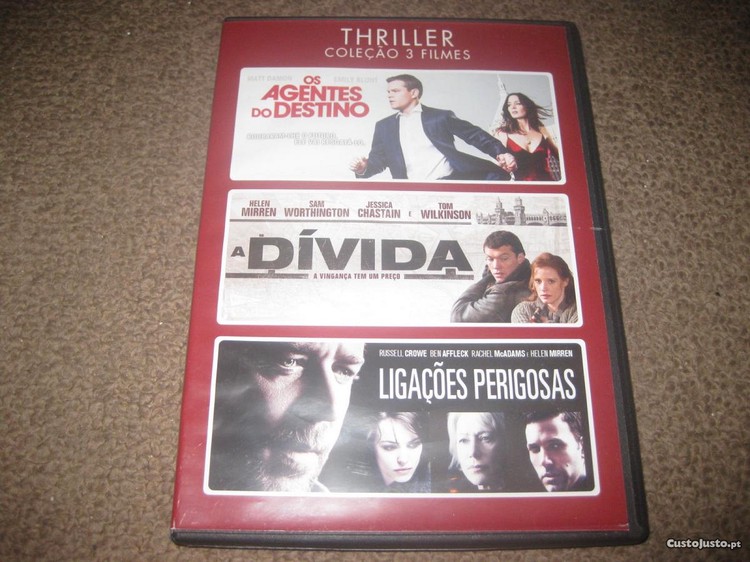 THRILLER
COLEÇÃO 3 FILMES
MATT DAMON EMILY BLUNT
OS
AGENTES
DO DESTINO
HELEN MIRREN SAM WORTHINGTON JESSICA CHASTAIN E TOM WILKINSON
A DÍVIDA
A VINGANÇA TEM UM PREÇO
RUSSELL CROWE BEN AFFLECK RACHEL McADAMS e HELEN MIRREN
LIGAÇÕES PERIGOSAS
CustoJusto.pt